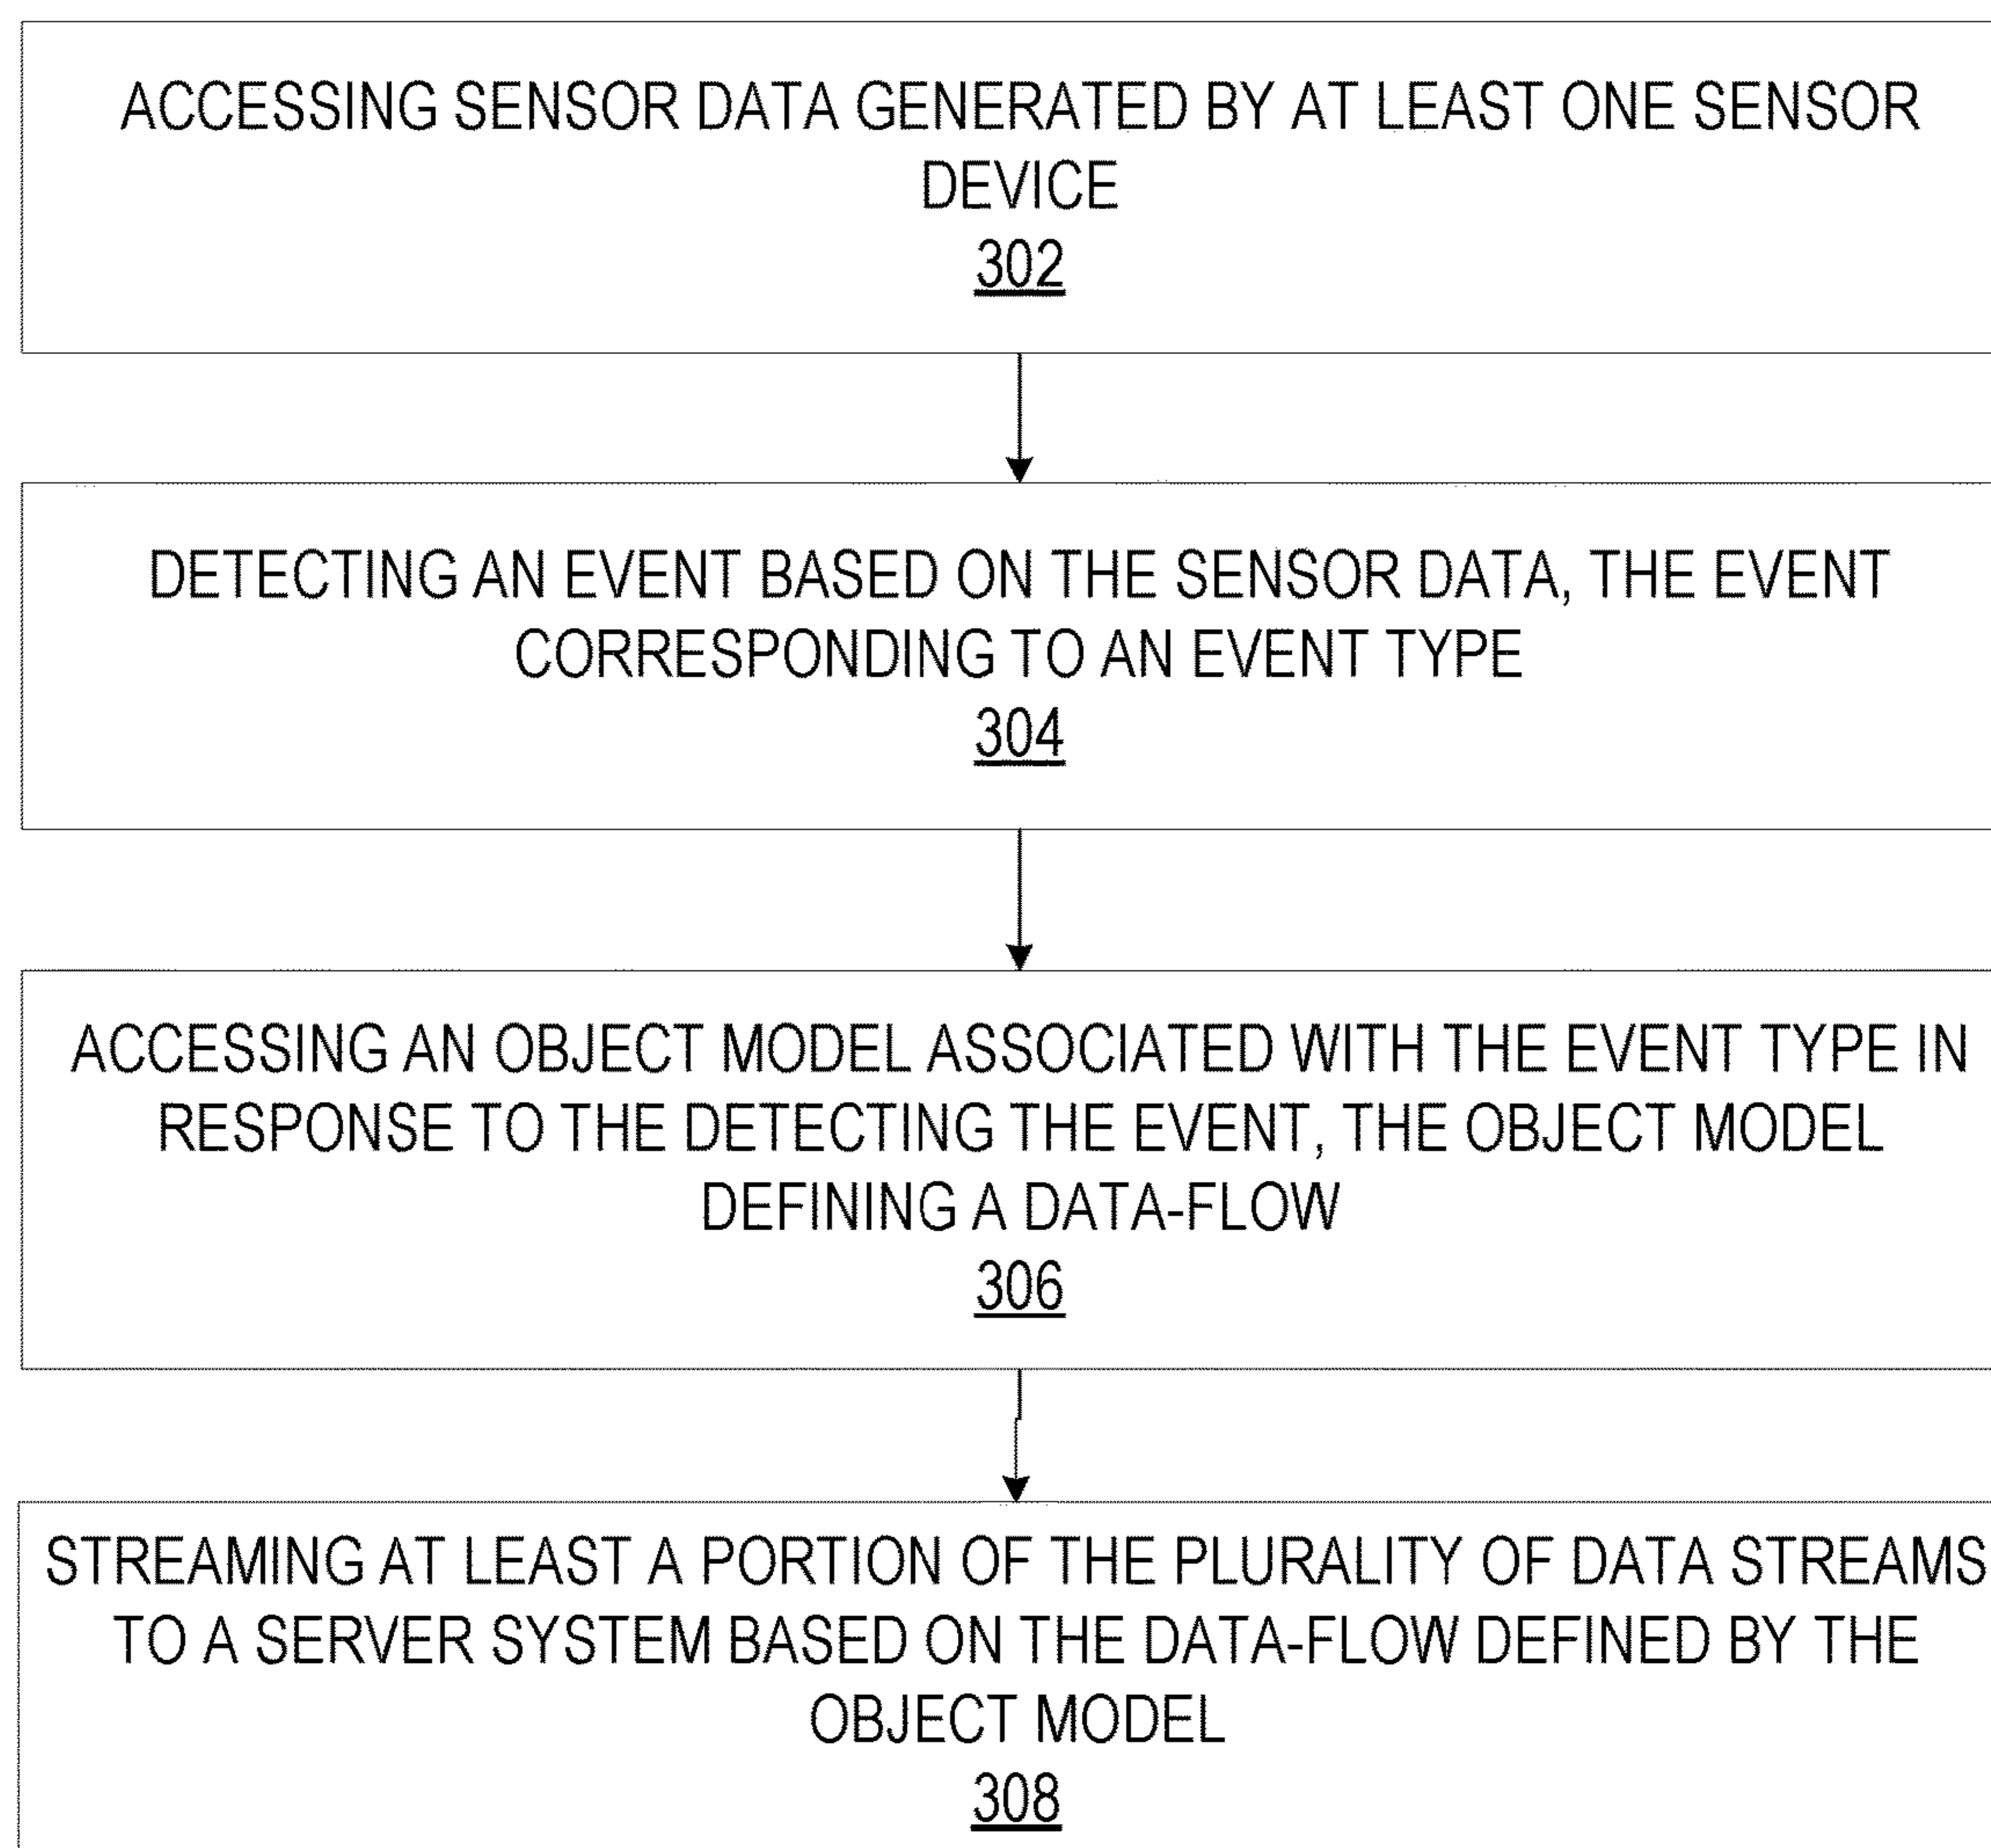 ACCESSING SENSOR DATA GENERATED BY AT LEAST ONE SENSOR
DEVICE
302
DETECTING AN EVENT BASED ON THE SENSOR DATA, THE EVENT
CORRESPONDING TO AN EVENT TYPE
304
ACCESSING AN OBJECT MODEL ASSOCIATED WITH THE EVENT TYPE IN
RESPONSE TO THE DETECTING THE EVENT, THE OBJECT MODEL
DEFINING A DATA-FLOW
306
STREAMING AT LEAST A PORTION OF THE PLURALITY OF DATA STREAMS
TO A SERVER SYSTEM BASED ON THE DATA-FLOW DEFINED BY THE
OBJECT MODEL
308